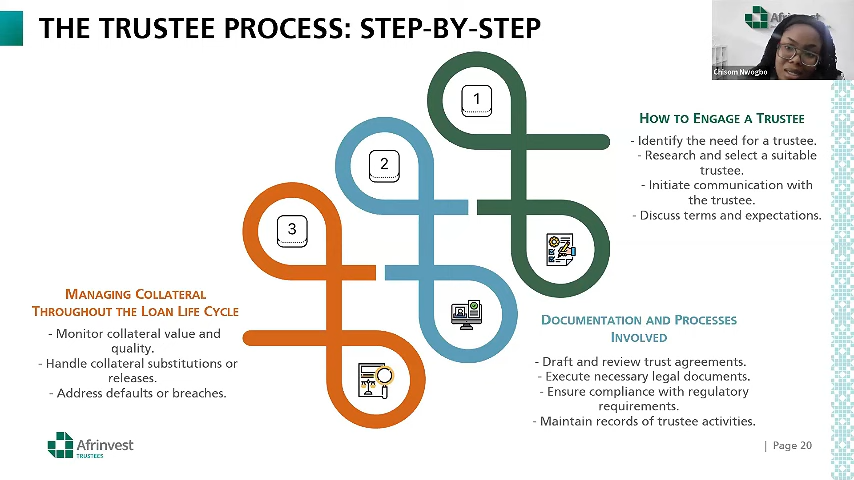 THE TRUSTEE PROCESS: STEP-BY-STEP
Afrinvest
Chisom Nwogbo
1
HOW TO ENGAGE A TRUSTEE
- Identify the need for a trustee.
- Research and select a suitable
trustee.
- Initiate communication with
the trustee.
- Discuss terms and expectations.
2
3
MANAGING COLLATERAL
THROUGHOUT THE LOAN LIFE CYCLE
- Monitor collateral value and
quality.
- Handle collateral substitutions or
releases.
- Address defaults or breaches.
DOCUMENTATION AND PROCESSES
INVOLVED
- Draft and review trust agreements.
- Execute necessary legal documents.
- Ensure compliance with regulatory
requirements.
- Maintain records of trustee activities.
Afrinvest
TRUSTEES
| Page 20